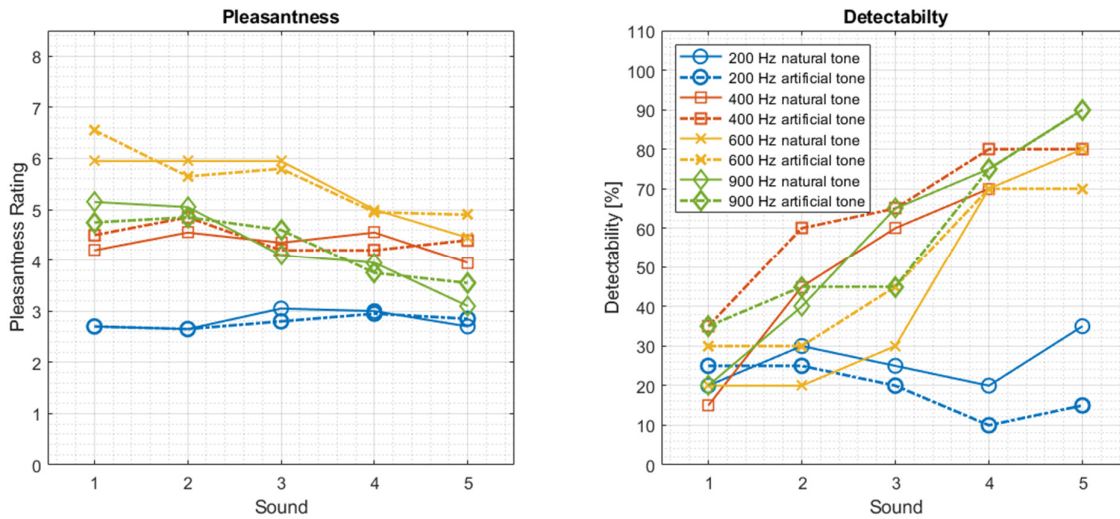 Pleasantness
Pleasantness Rating
8
7
6
5
4
3
2
1
0
1 2 3 4 5
Sound
Detectabilty
Detectability [%]
110
100
90
80
70
60
50
40
30
20
10
0
200 Hz natural tone
200 Hz artificial tone
400 Hz natural tone
400 Hz artificial tone
600 Hz natural tone
600 Hz artificial tone
900 Hz natural tone
900 Hz artificial tone
1 2 3 4 5
Sound